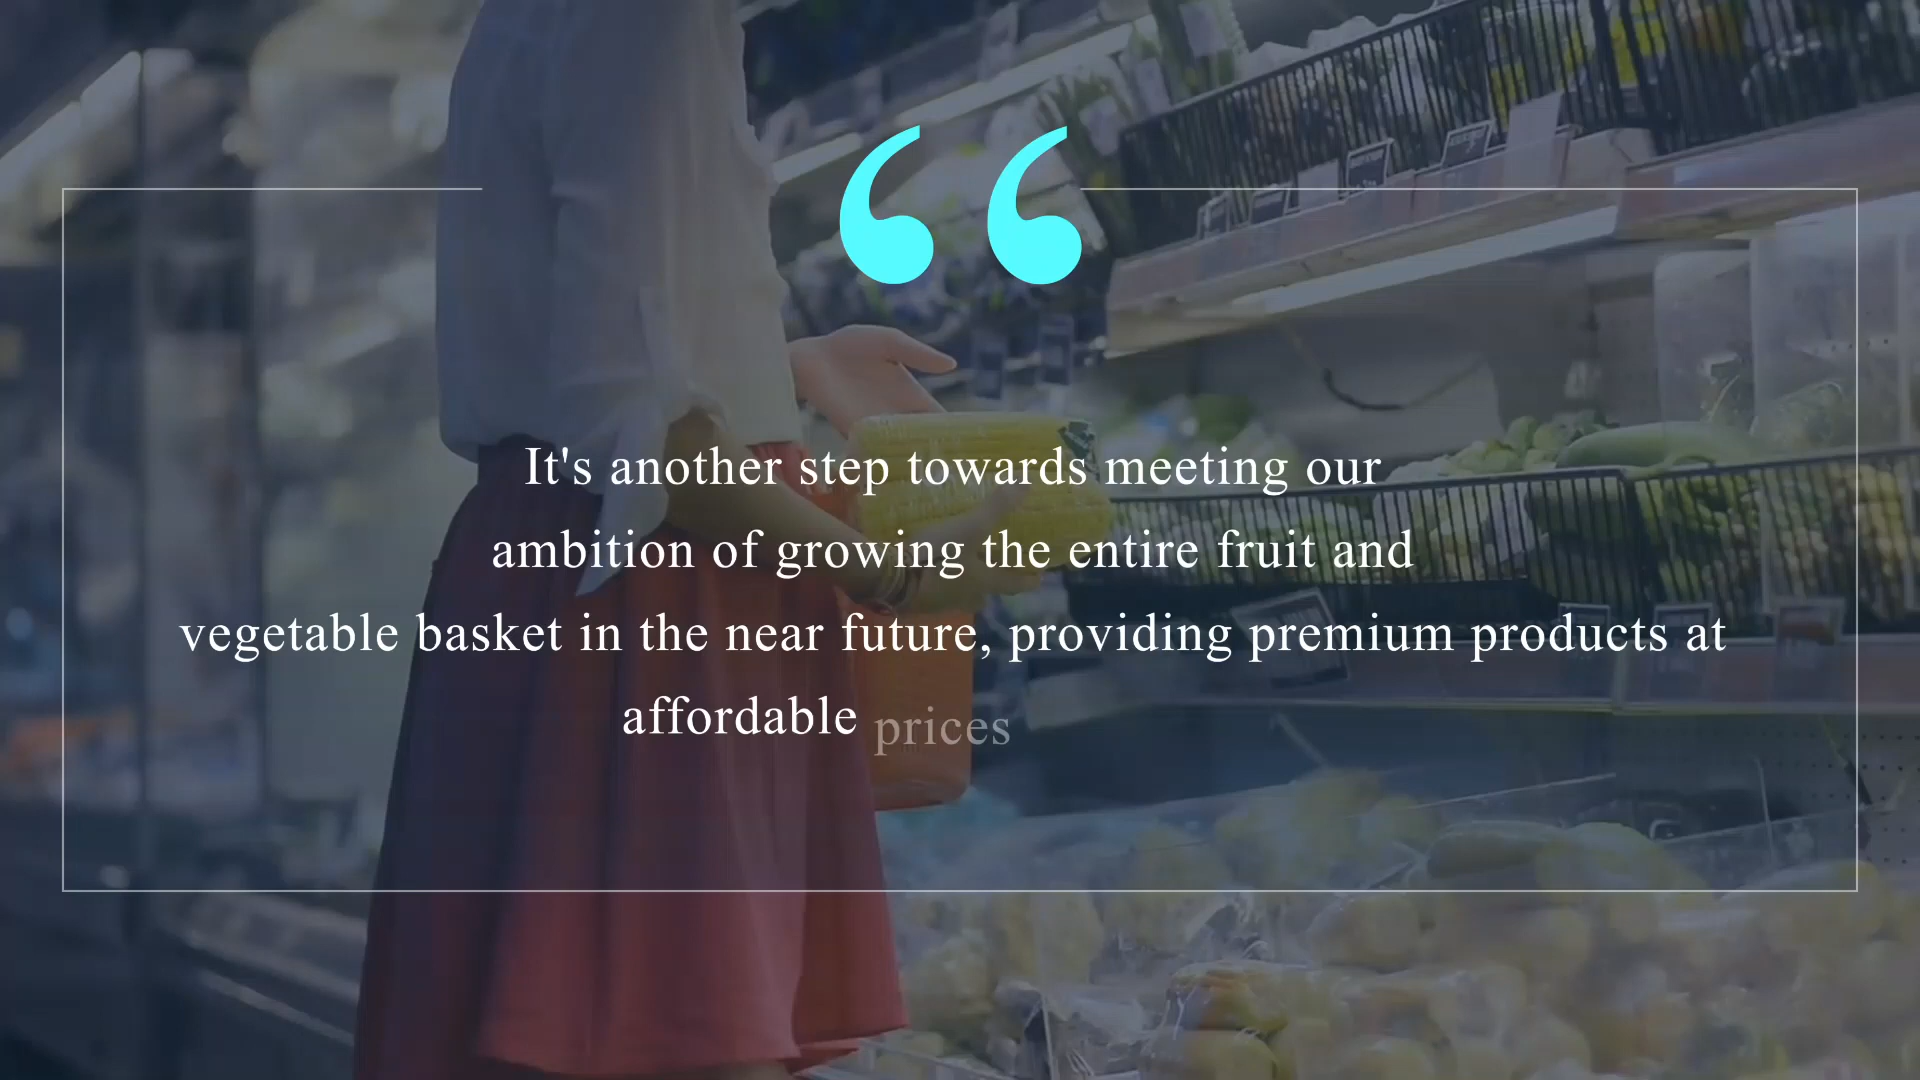 It's another step towards meeting our
ambition of growing the entire fruit and
vegetable basket in the near future, providing premium products at
affordable prices